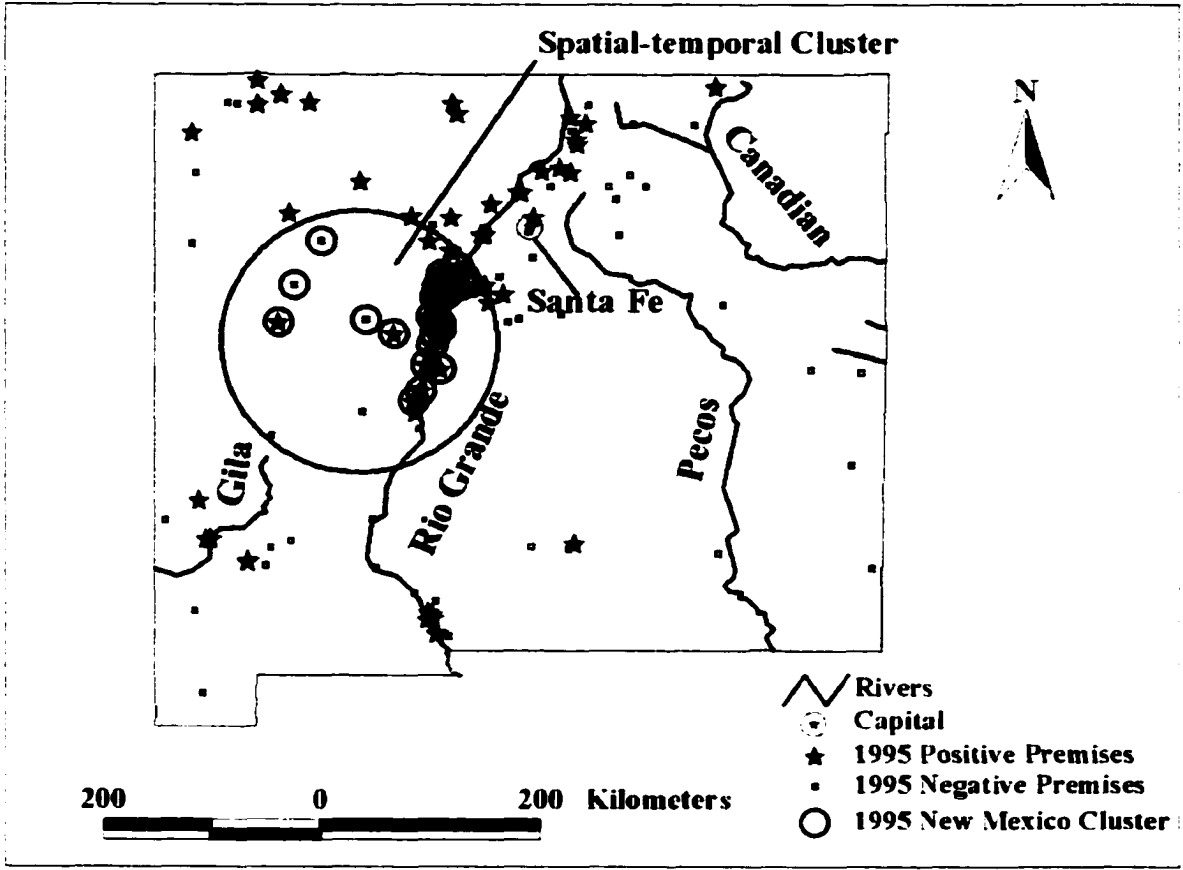 Spatial-temporal Cluster
N
Canadian
Santa Fe
Gila
Rio Grande
Pecos
Rivers
Capital
1995 Positive Premises
1995 Negative Premises
1995 New Mexico Cluster
200 0 200 Kilometers